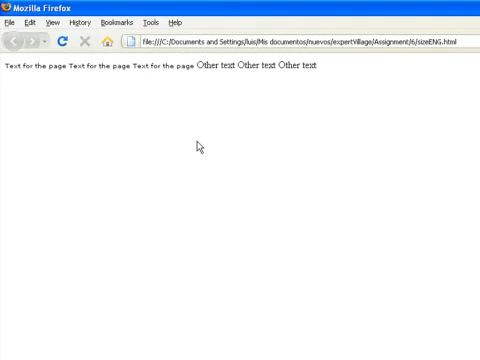 Mozilla Firefox
File Edit View History Bookmarks Tools Help
file:///C:/Documents and Settings/luis/Mis documentos/nuevos/expertVillage/Assignment/6/sizeENG.html
Text for the page Text for the page Text for the page Other text Other text Other text